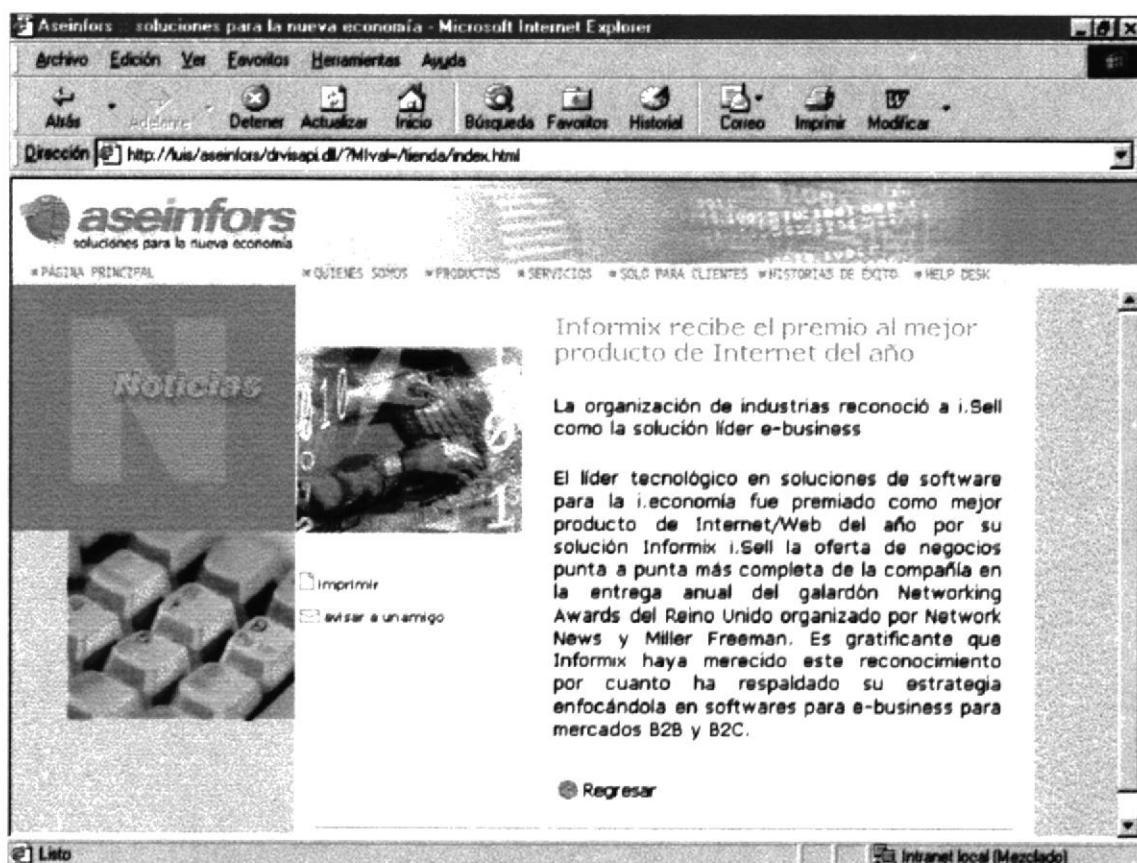 Aseinfors :: soluciones para la nueva economía - Microsoft Internet Explorer
Archivo Edición Ver Favoritos Herramientas Ayuda
Atrás Adelante Detener Actualizar Inicio Búsqueda Favoritos Historial Correo Imprimir Modificar
Dirección http://luis/aseinfors/drvisapi.dll/?MIval=/tienda/index.html
aseinfors
soluciones para la nueva economía
PÁGINA PRINCIPAL QUIENES SOMOS PRODUCTOS SERVICIOS SOLO PARA CLIENTES HISTORIAS DE ÉXITO HELP DESK
N
Noticias
imprimir
avisar a un amigo
Informix recibe el premio al mejor
producto de Internet del año
La organización de industrias reconoció a i.Sell
como la solución líder e-business
El líder tecnológico en soluciones de software
para la i.economía fue premiado como mejor
producto de Internet/Web del año por su
solución Informix i.Sell la oferta de negocios
punta a punta más completa de la compañía en
la entrega anual del galardón Networking
Awards del Reino Unido organizado por Network
News y Miller Freeman. Es gratificante que
Informix haya merecido este reconocimiento
por cuanto ha respaldado su estrategia
enfocándola en softwares para e-business para
mercados B2B y B2C.
Regresar
Listo Intranet local (Mezclado)